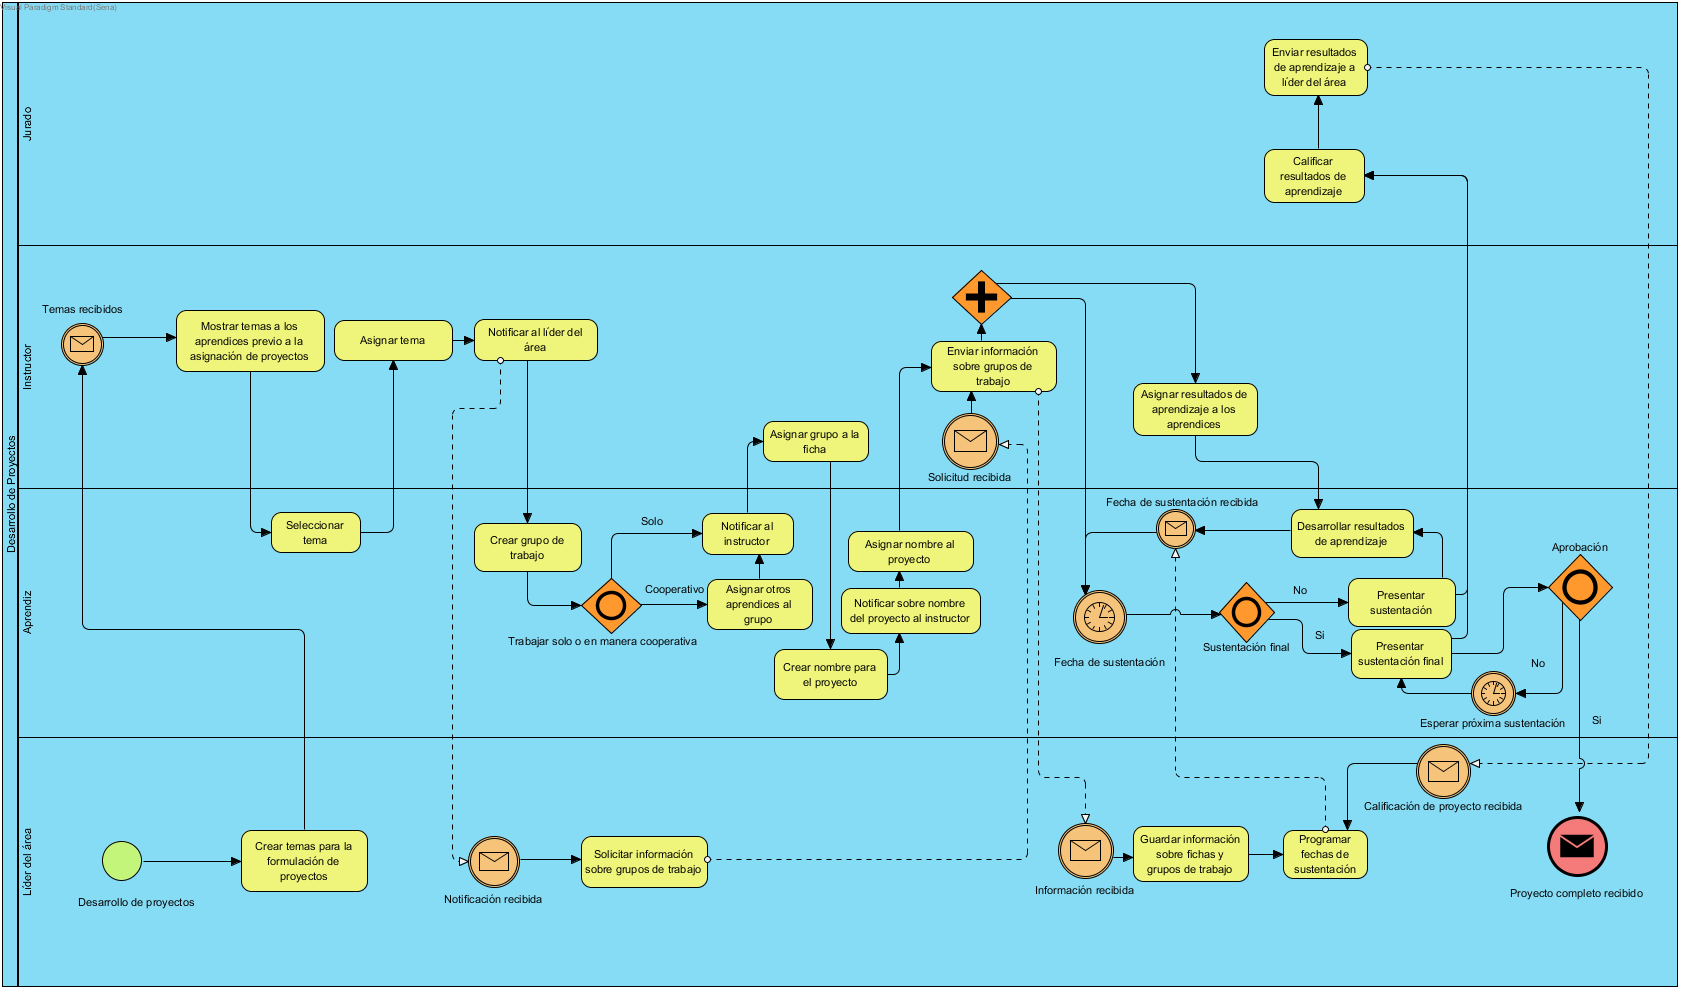 Visual Paradigm Standard(Sena)
Desarrollo de Proyectos
Jurado
Enviar resultados
de aprendizaje a
líder del área
Calificar
resultados de
aprendizaje
Instructor
Temas recibidos
Mostrar temas a los
aprendices previo a la
asignación de proyectos
Asignar tema
Notificar al líder del
área
Asignar grupo a la
ficha
Enviar información
sobre grupos de
trabajo
Solicitud recibida
Asignar resultados de
aprendizaje a los
aprendices
Aprendiz
Seleccionar
tema
Crear grupo de
trabajo
Solo
Cooperativo
Trabajar solo o en manera cooperativa
Notificar al
instructor
Asignar otros
aprendices al
grupo
Crear nombre para
el proyecto
Notificar sobre nombre
del proyecto al instructor
Asignar nombre al
proyecto
Fecha de sustentación recibida
Desarrollar resultados
de aprendizaje
Fecha de sustentación
Sustentación final
No
Si
Presentar
sustentación
Presentar
sustentación final
Aprobación
No
Esperar próxima sustentación
Si
Líder del área
Desarrollo de proyectos
Crear temas para la
formulación de
proyectos
Notificación recibida
Solicitar información
sobre grupos de trabajo
Información recibida
Guardar información
sobre fichas y
grupos de trabajo
Programar
fechas de
sustentación
Calificación de proyecto recibida
Proyecto completo recibido